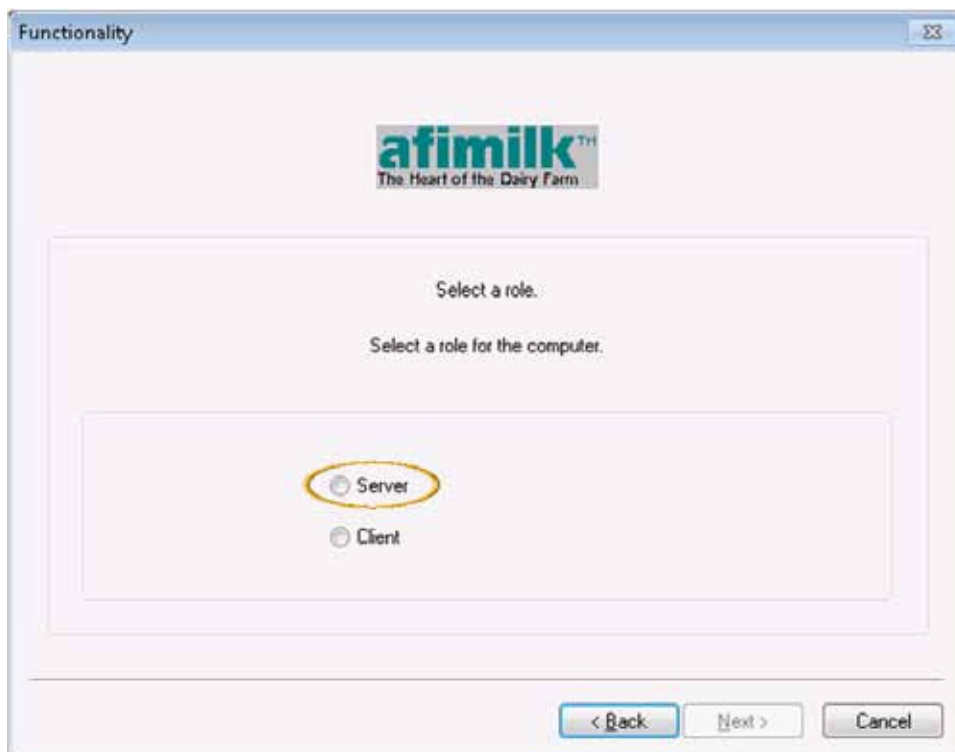 Functionality
afimilk™
The Heart of the Dairy Farm
Select a role.
Select a role for the computer.
Server
Client
< Back Next > Cancel